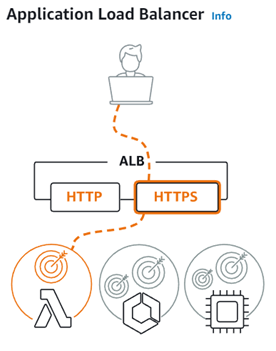 Application Load Balancer Info
ALB
HTTP HTTPS